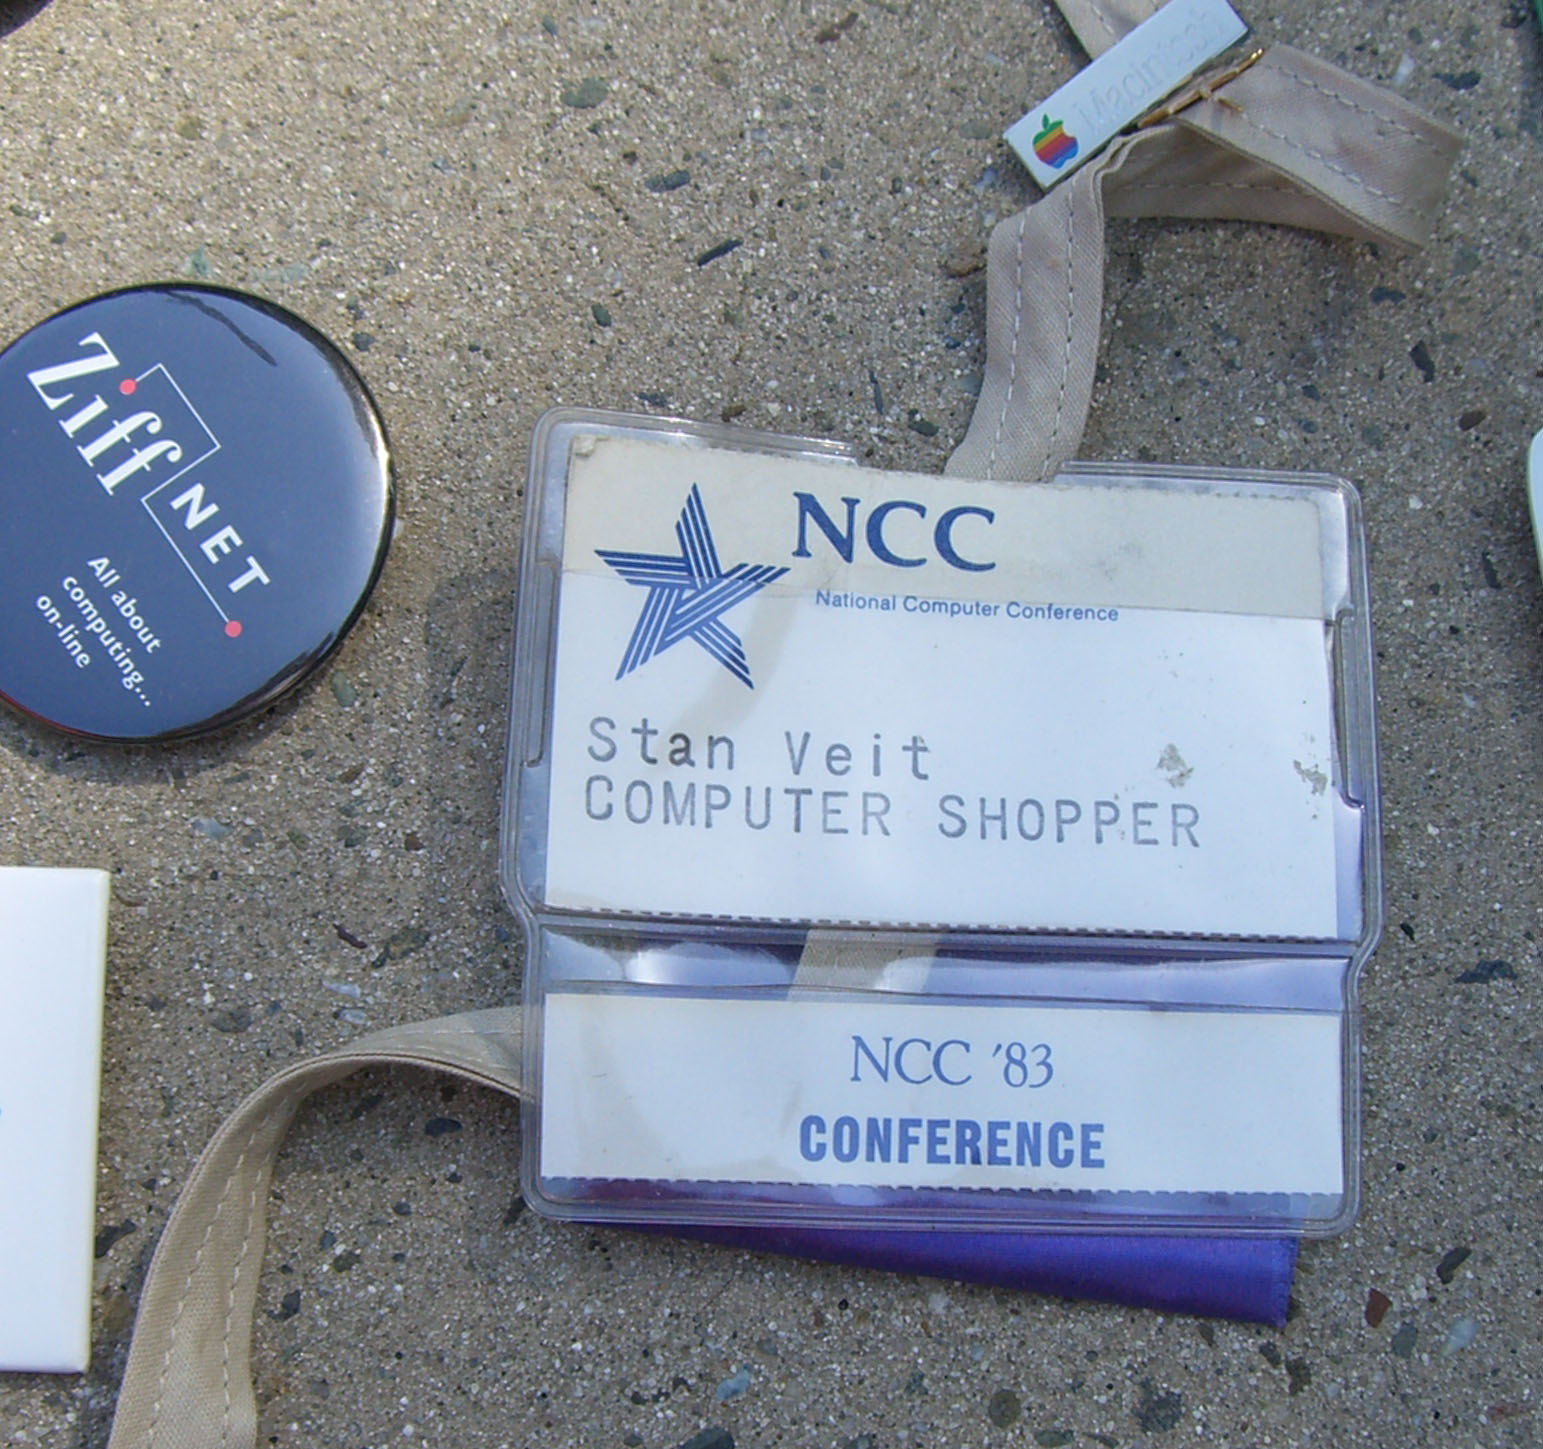 Macintosh
Ziff
NET
All about
computing...
on-line
NCC
National Computer Conference
Stan Veit
COMPUTER SHOPPER
NCC '83
CONFERENCE